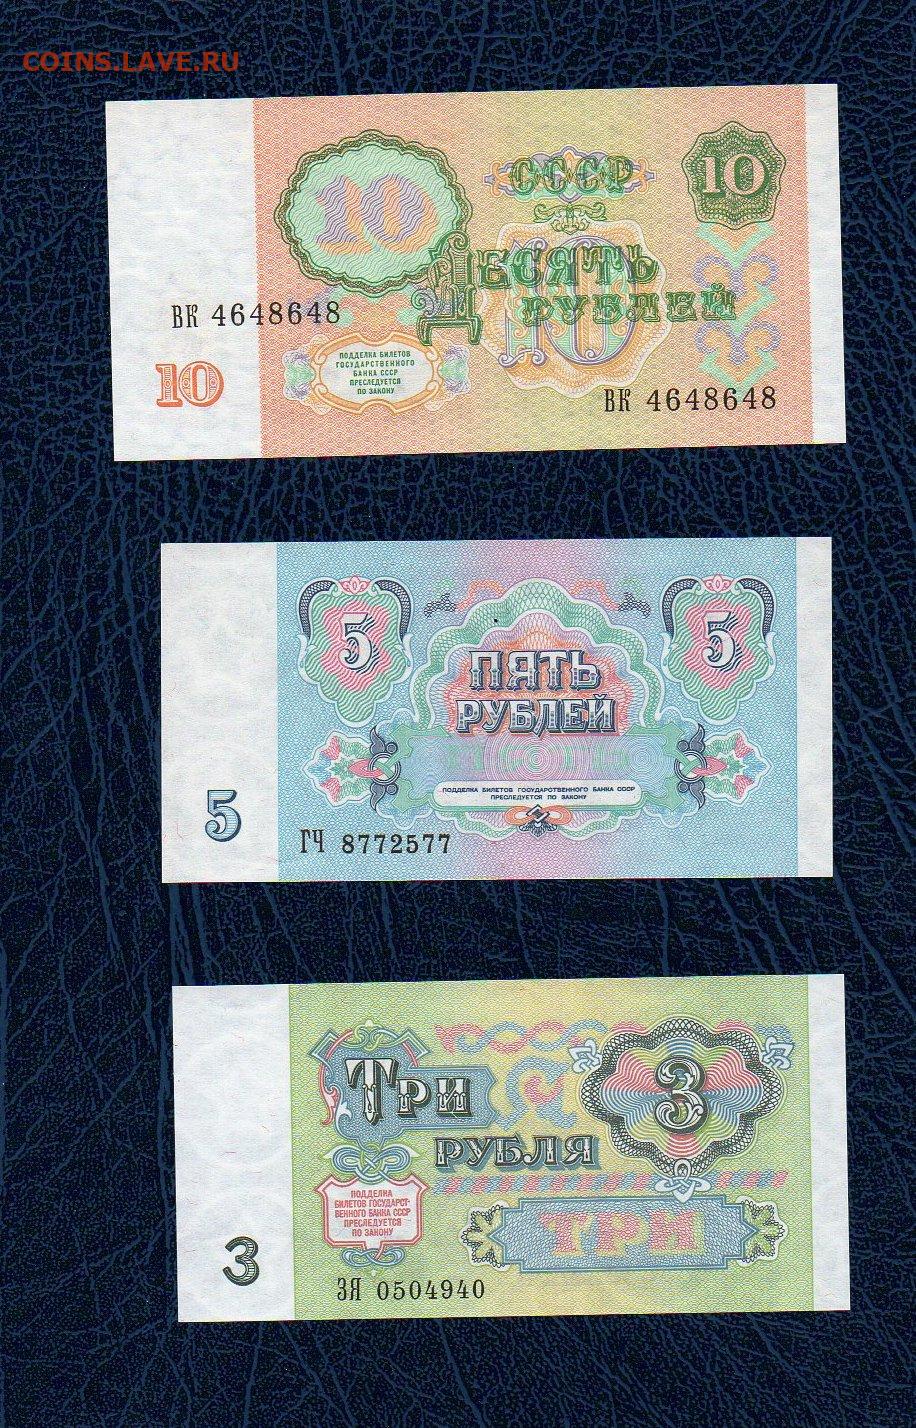 COINS.LAVE.RU
10
СССР
10
ДЕСЯТЬ
РУБЛЕЙ
10
ВК 4648648
ПОДДЕЛКА БИЛЕТОВ
ГОСУДАРСТВЕННОГО
БАНКА СССР
ПРЕСЛЕДУЕТСЯ
ПО ЗАКОНУ
10
ВК 4648648
5
5
ПЯТЬ
РУБЛЕЙ
ПОДДЕЛКА БИЛЕТОВ ГОСУДАРСТВЕННОГО БАНКА СССР
ПРЕСЛЕДУЕТСЯ ПО ЗАКОНУ
5
ГЧ 8772577
ТРИ
3
РУБЛЯ
ПОДДЕЛКА
БИЛЕТОВ ГОСУДАРСТ-
ВЕННОГО БАНКА СССР
ПРЕСЛЕДУЕТСЯ
ПО ЗАКОНУ
ТРИ
3
ЗЯ 0504940